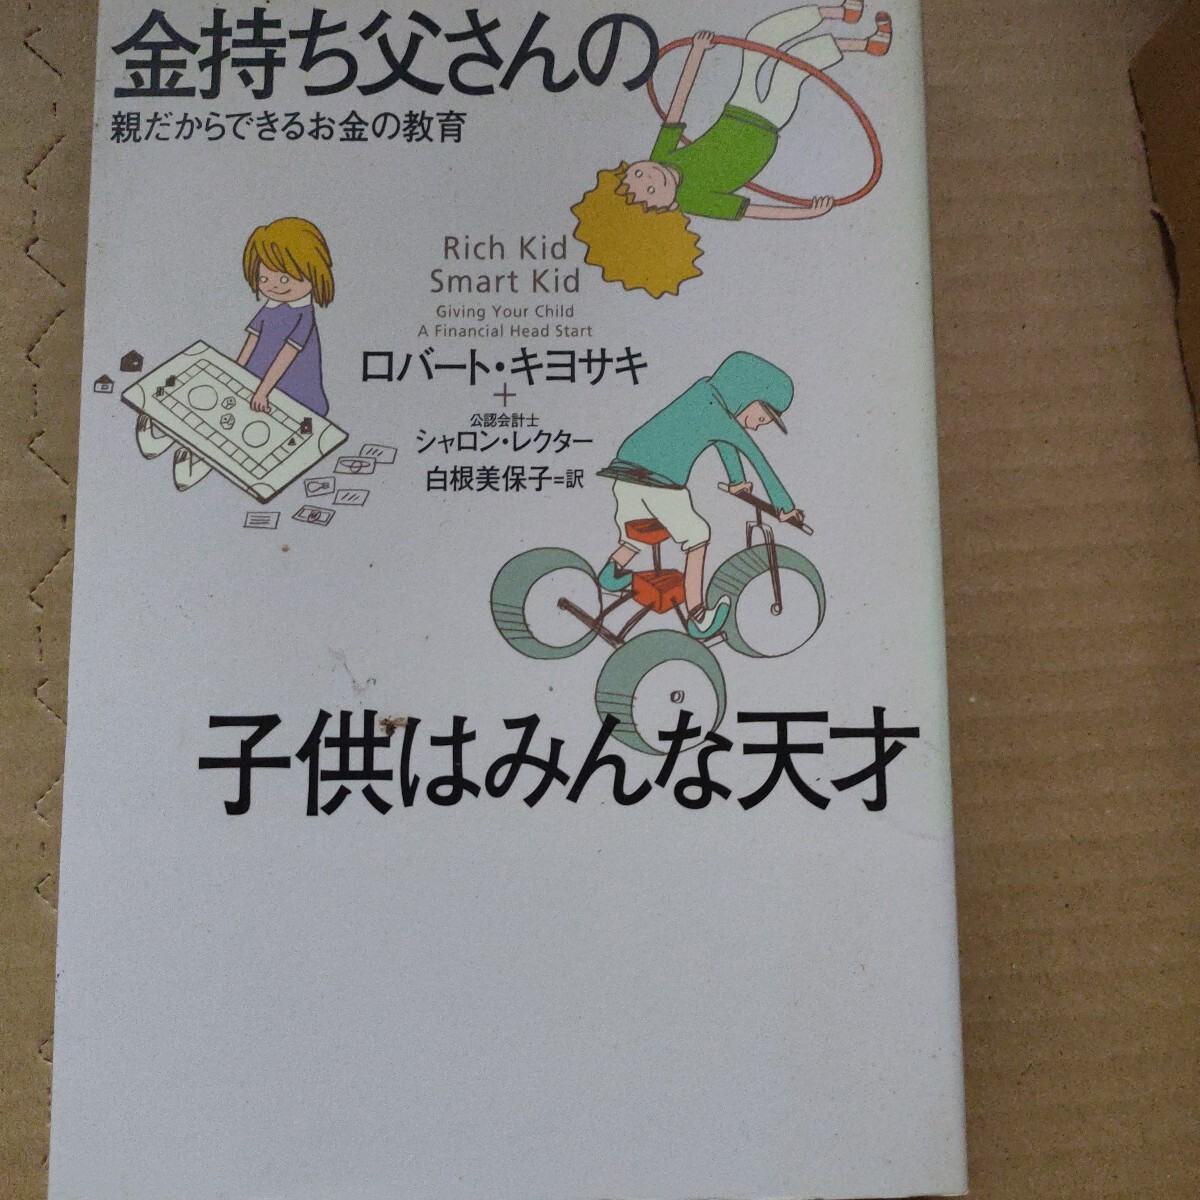 金持ち父さんの
親だからできるお金の教育
Rich Kid
Smart Kid
Giving Your Child
A Financial Head Start
ロバート・キヨサキ
+
公認会計士
シャロン・レクター
白根美保子=訳
子供はみんな天才